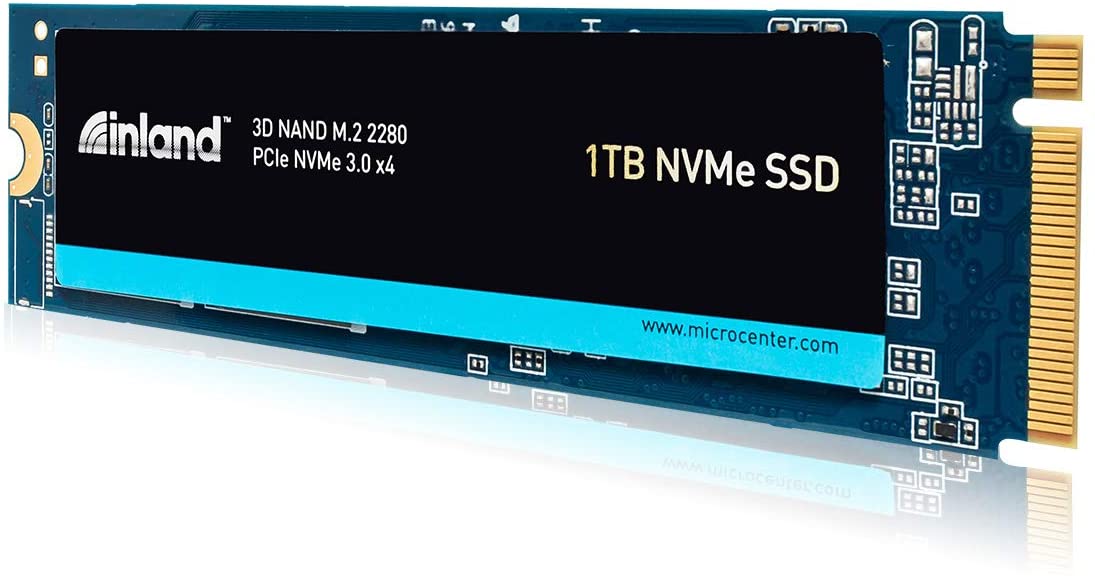 inland™
3D NAND M.2 2280
PCIe NVMe 3.0 x4
1TB NVMe SSD
www.microcenter.com